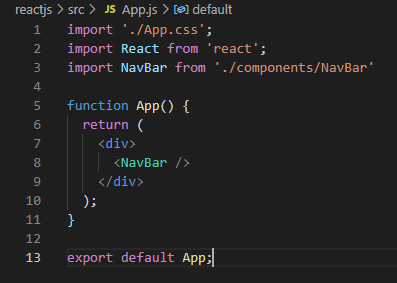 reactjs > src > JS App.js > default
1 import './App.css';
2 import React from 'react';
3 import NavBar from './components/NavBar'
4
5 function App() {
6   return (
7     <div>
8       <NavBar />
9     </div>
10   );
11 }
12
13 export default App;